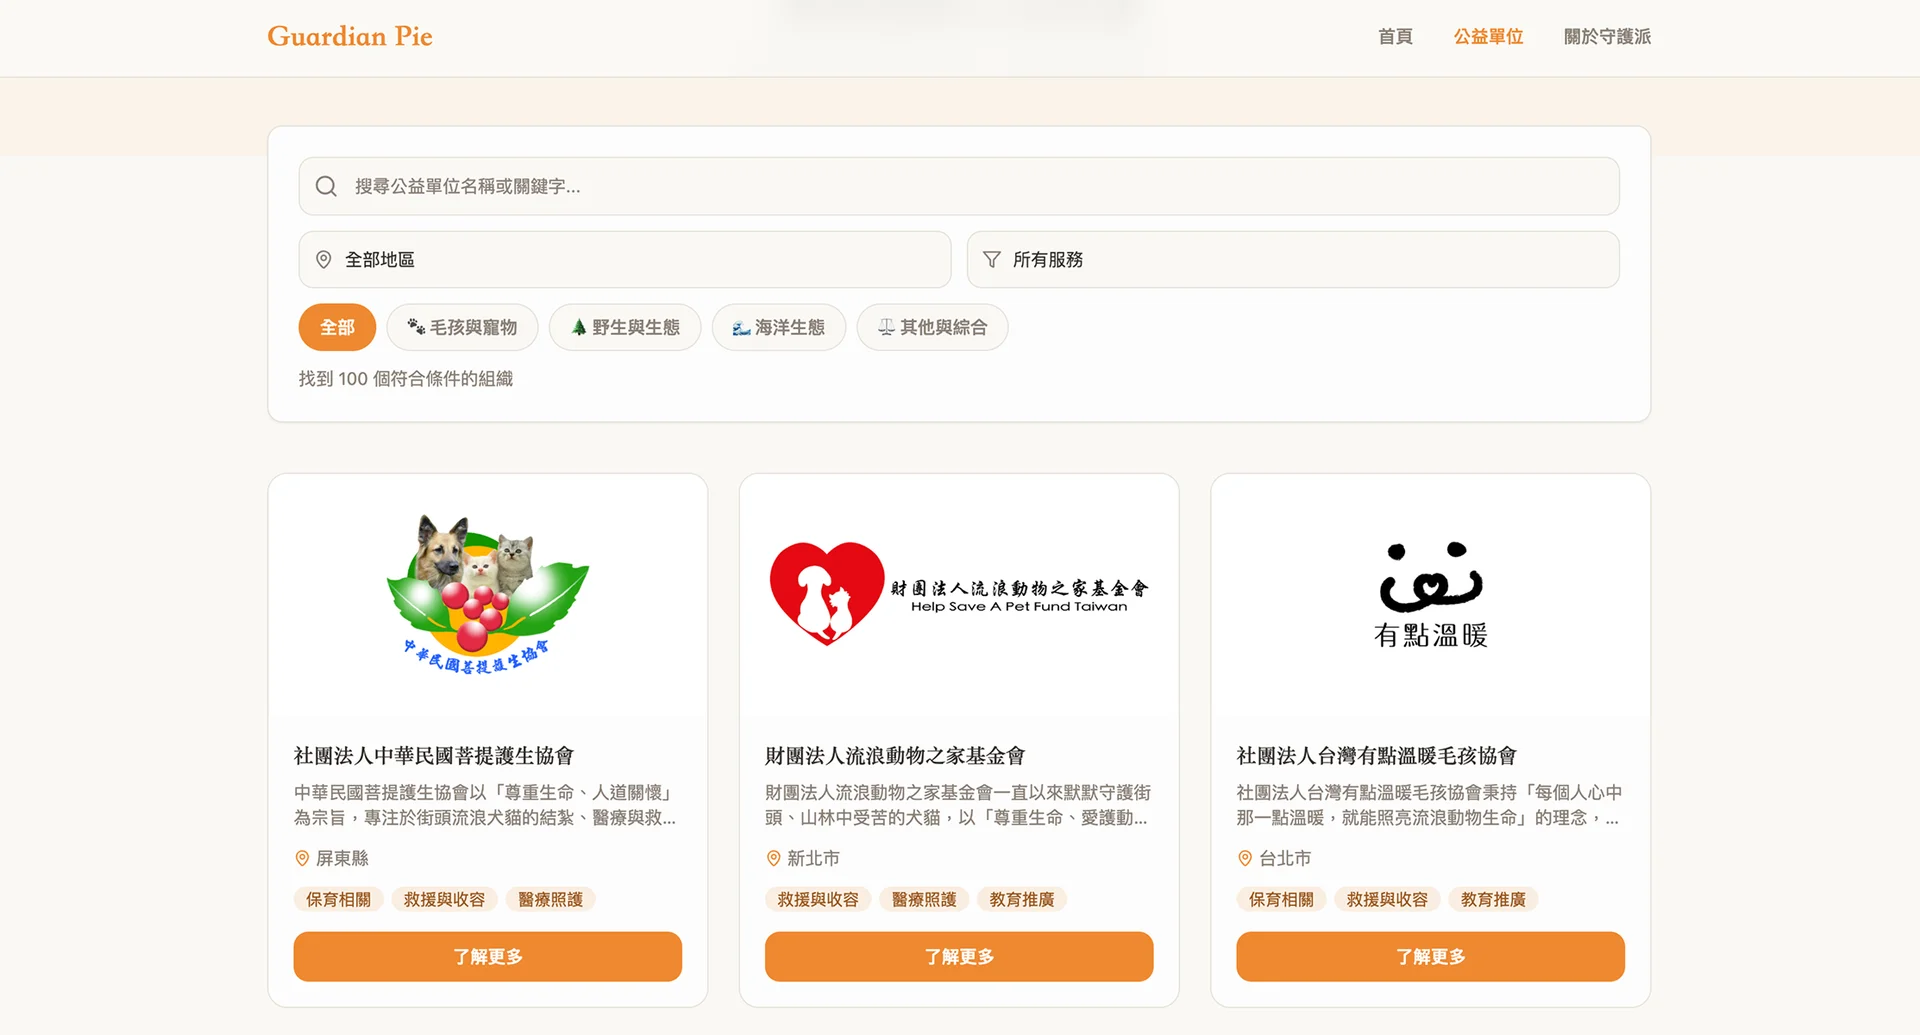 Guardian Pie
首頁
公益單位
關於守護派
搜尋公益單位名稱或關鍵字...
全部地區
所有服務
全部
毛孩與寵物
野生與生態
海洋生態
其他與綜合
找到 100 個符合條件的組織
中華民國菩提護生協會
社團法人中華民國菩提護生協會
中華民國菩提護生協會以「尊重生命、人道關懷」
為宗旨，專注於街頭流浪犬貓的結紮、醫療與救...
屏東縣
保育相關
救援與收容
醫療照護
了解更多
財團法人流浪動物之家基金會
Help Save A Pet Fund Taiwan
財團法人流浪動物之家基金會
財團法人流浪動物之家基金會一直以來默默守護街
頭、山林中受苦的犬貓，以「尊重生命、愛護動...
新北市
救援與收容
醫療照護
教育推廣
了解更多
有點溫暖
社團法人台灣有點溫暖毛孩協會
社團法人台灣有點溫暖毛孩協會秉持「每個人心中
那一點溫暖，就能照亮流浪動物生命」的理念，...
台北市
保育相關
救援與收容
教育推廣
了解更多